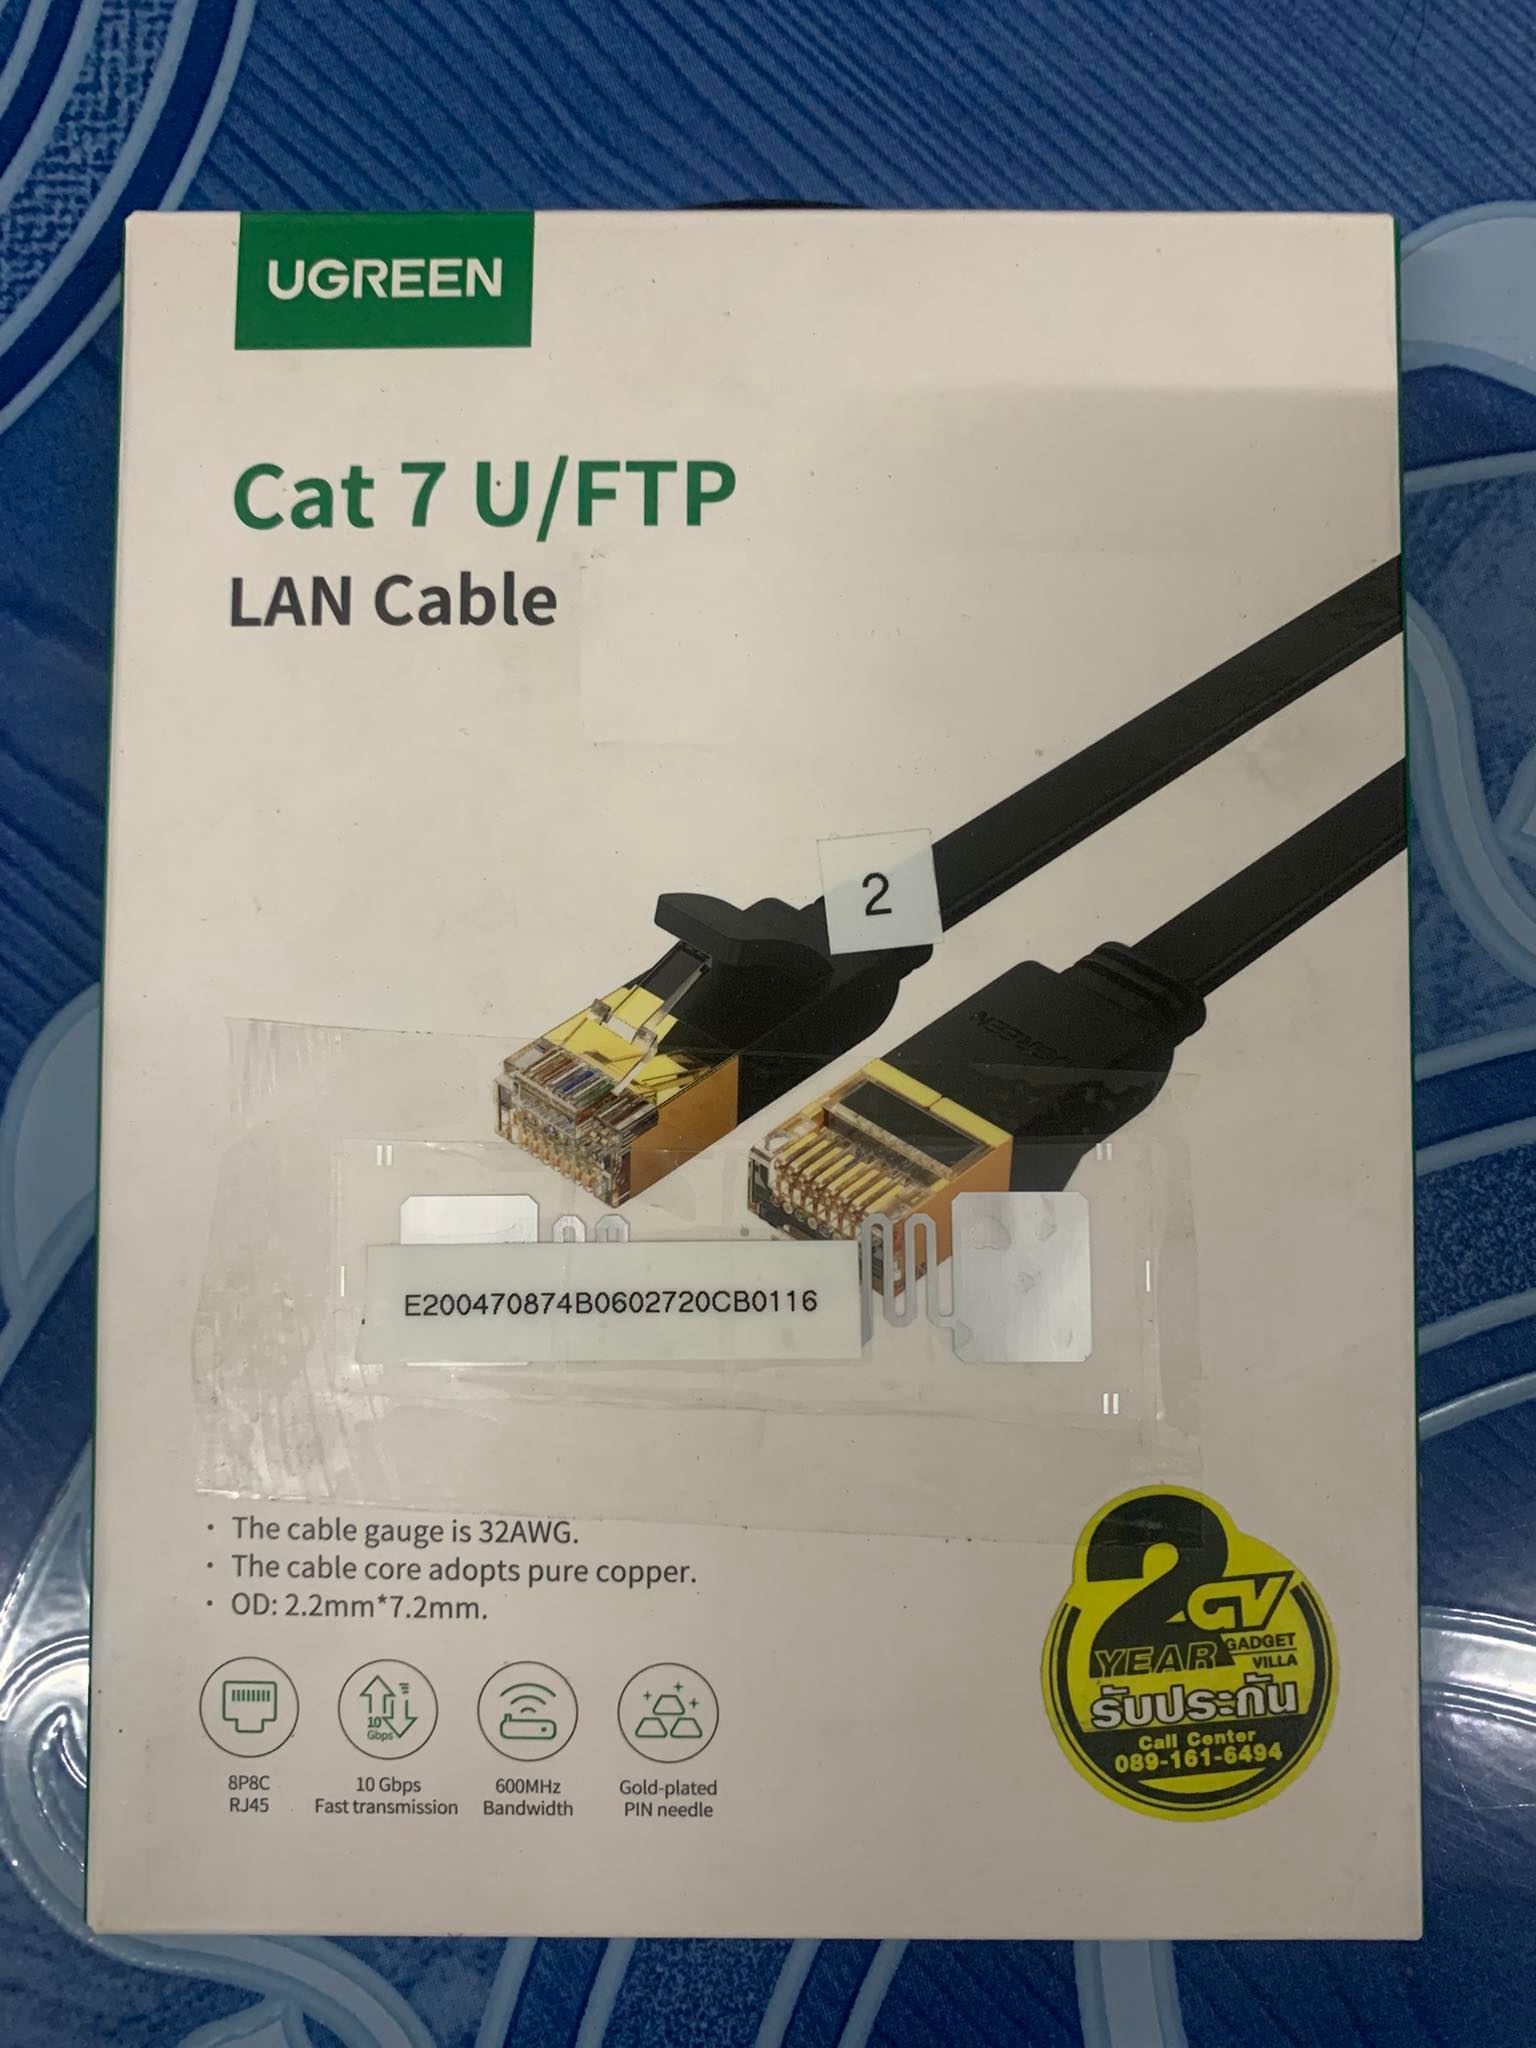 UGREEN
Cat 7 U/FTP
LAN Cable
2
UGREEN
E200470874B0602720CB0116
· The cable gauge is 32AWG.
· The cable core adopts pure copper.
· OD: 2.2mm*7.2mm.
10
Gbps
8P8C
RJ45
10 Gbps
Fast transmission
600MHz
Bandwidth
Gold-plated
PIN needle
2 GV
YEAR GADGET
VILLA
รับประกัน
Call Center
089-161-6494